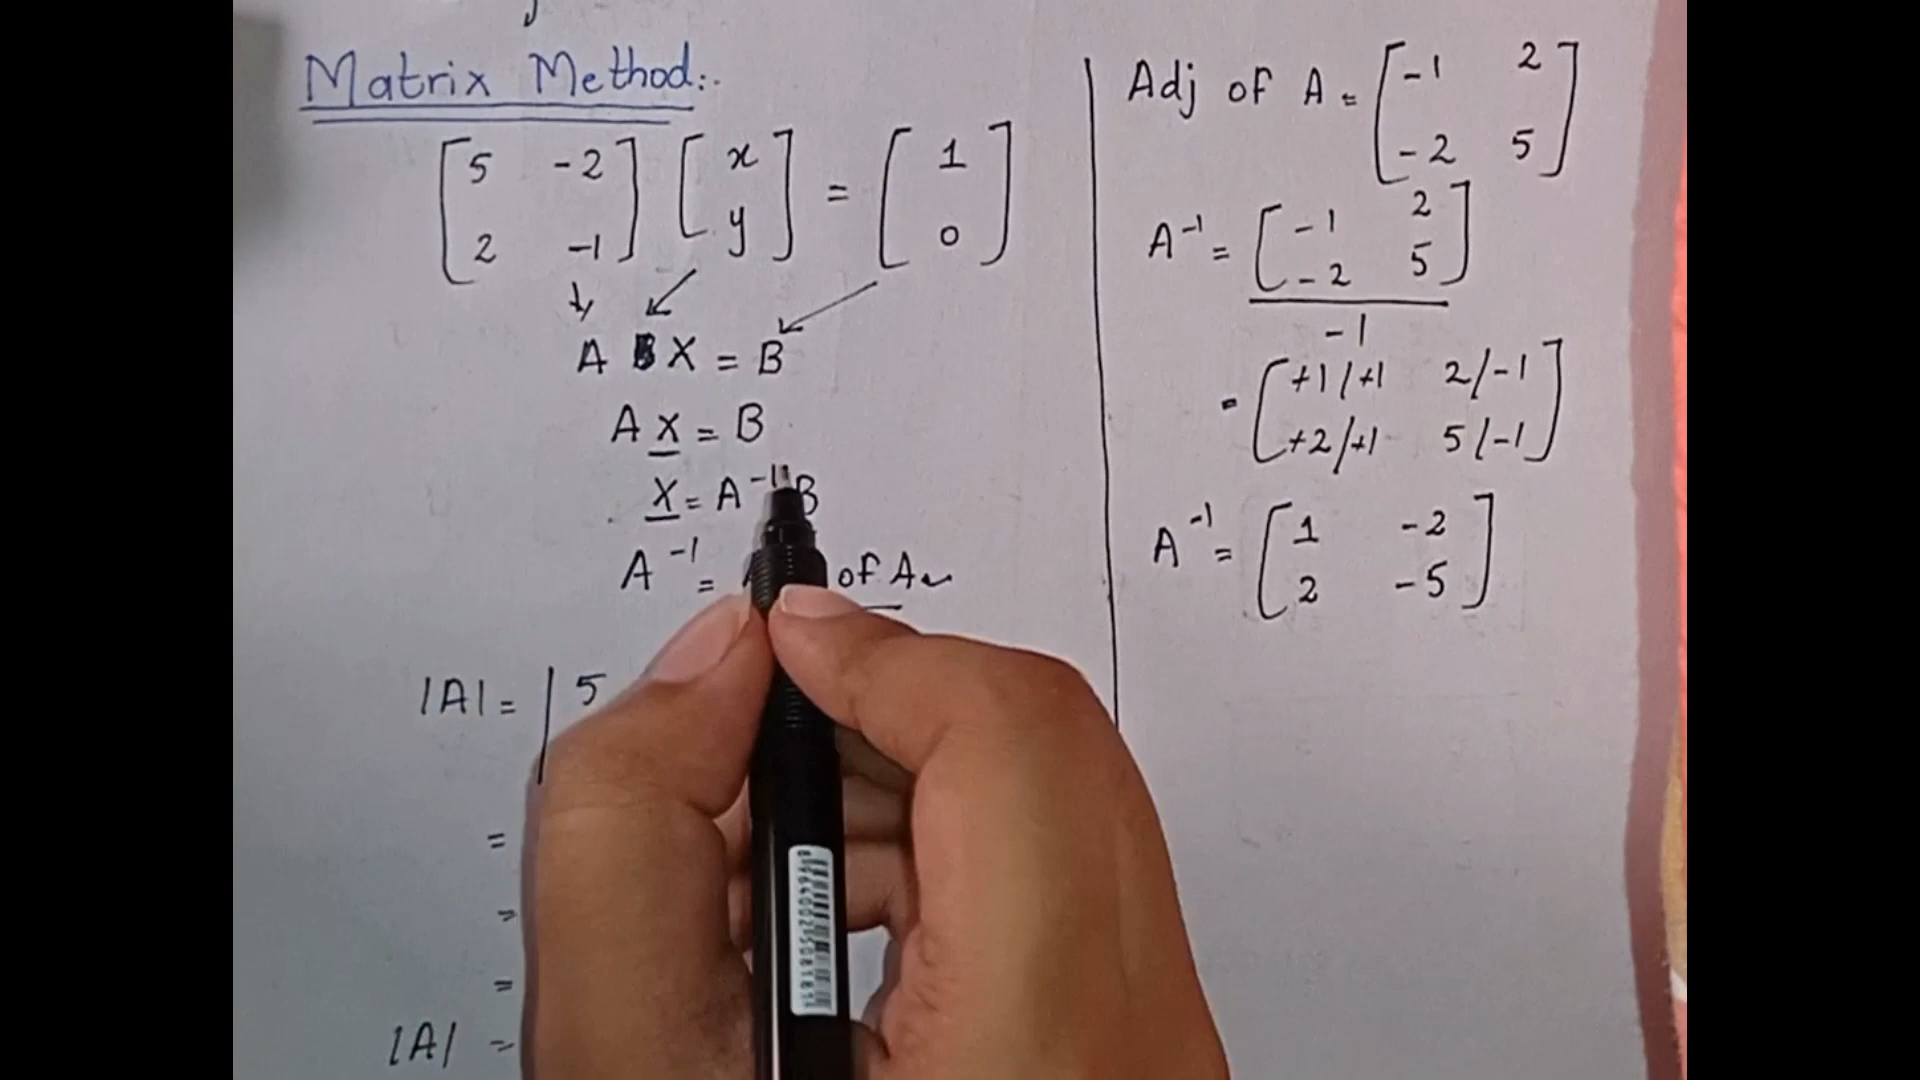 Matrix Method:-
[5 -2] [x] = [1]
[2 -1] [y] [0]
A X = B
A X = B
X = A⁻¹ B
A⁻¹ = of A
|A| = | 5
=
=
=
|A| =
Adj of A = [-1 2]
[-2 5]
A⁻¹ = [-1 2]
[-2 5]
-1
= [+1/+1 2/-1]
[+2/+1 5/-1]
A⁻¹ = [1 -2]
[2 -5]